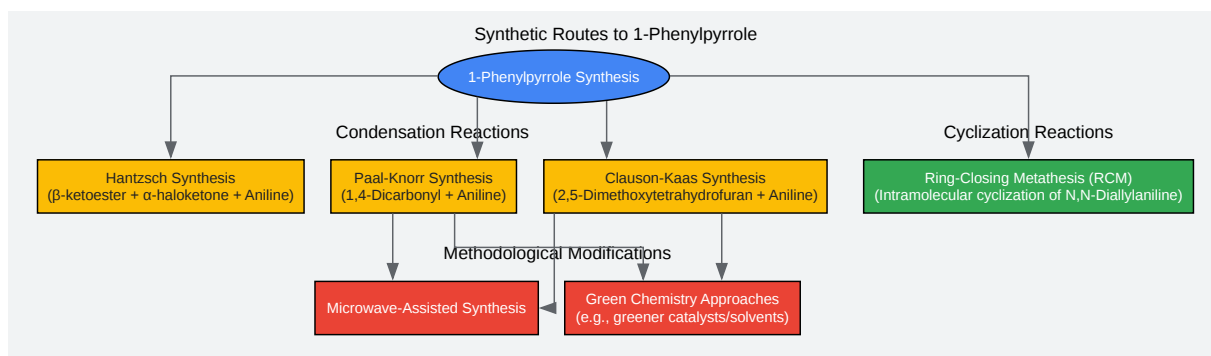 Synthetic Routes to 1-Phenylpyrrole
1-Phenylpyrrole Synthesis
Condensation Reactions
Cyclization Reactions
Hantzsch Synthesis
(β-ketoester + α-haloketone + Aniline)
Paal-Knorr Synthesis
(1,4-Dicarbonyl + Aniline)
Clauson-Kaas Synthesis
(2,5-Dimethoxytetrahydrofuran + Aniline)
Ring-Closing Metathesis (RCM)
(Intramolecular cyclization of N,N-Diallylaniline)
Methodological Modifications
Microwave-Assisted Synthesis
Green Chemistry Approaches
(e.g., greener catalysts/solvents)